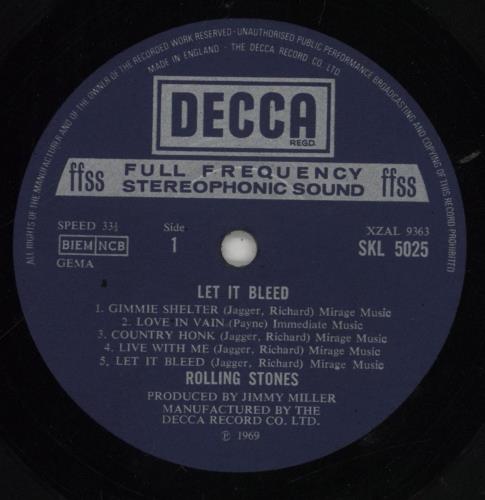 ALL RIGHTS OF THE MANUFACTURER AND OF THE OWNER OF THE RECORDED WORK RESERVED · UNAUTHORISED PUBLIC PERFORMANCE BROADCASTING AND COPYING OF THIS RECORD PROHIBITED
MADE IN ENGLAND · THE DECCA RECORD CO LTD
DECCA
REGD.
ffss FULL FREQUENCY STEREOPHONIC SOUND ffss
SPEED 33⅓ Side XZAL 9363
BIEM NCB 1 SKL 5025
GEMA
LET IT BLEED
1. GIMMIE SHELTER (Jagger, Richard) Mirage Music
2. LOVE IN VAIN (Payne) Immediate Music
3. COUNTRY HONK (Jagger, Richard) Mirage Music
4. LIVE WITH ME (Jagger, Richard) Mirage Music
5. LET IT BLEED (Jagger, Richard) Mirage Music
ROLLING STONES
PRODUCED BY JIMMY MILLER
MANUFACTURED BY THE
DECCA RECORD CO. LTD.
℗ 1969